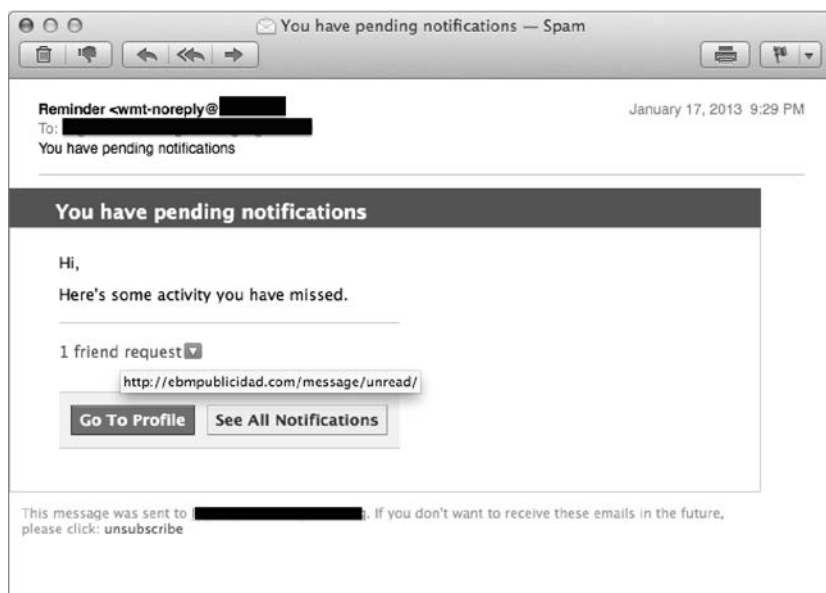 You have pending notifications — Spam
Reminder <wmt-noreply@
January 17, 2013 9:29 PM
To:
You have pending notifications
You have pending notifications
Hi,
Here's some activity you have missed.
1 friend request
http://ebmpublicidad.com/message/unread/
Go To Profile
See All Notifications
This message was sent to . If you don't want to receive these emails in the future,
please click: unsubscribe